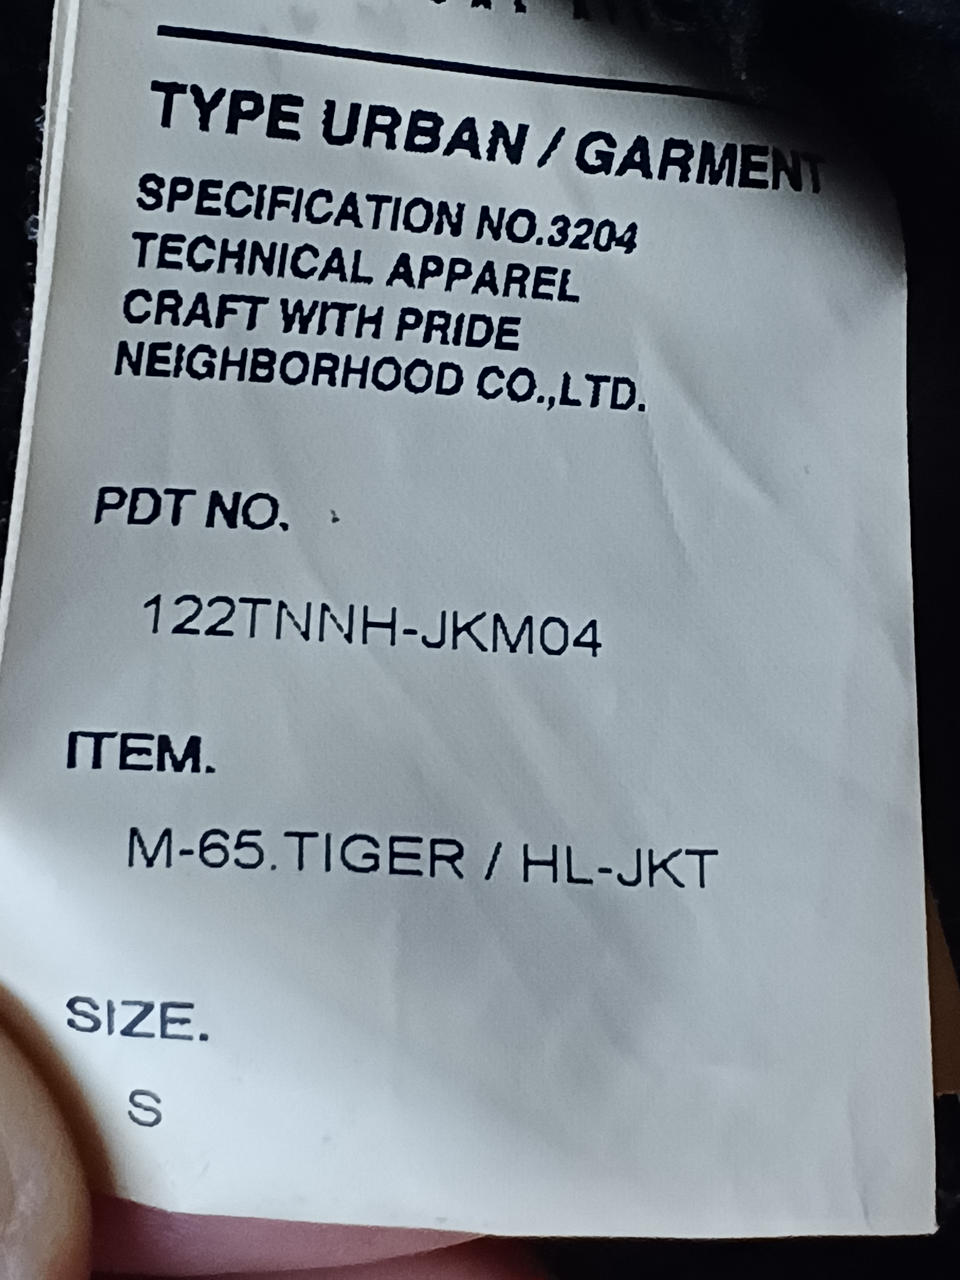 TYPE URBAN / GARMENT
SPECIFICATION NO.3204
TECHNICAL APPAREL
CRAFT WITH PRIDE
NEIGHBORHOOD CO.,LTD.
PDT NO.
122TNNH-JKM04
ITEM.
M-65.TIGER / HL-JKT
SIZE.
S